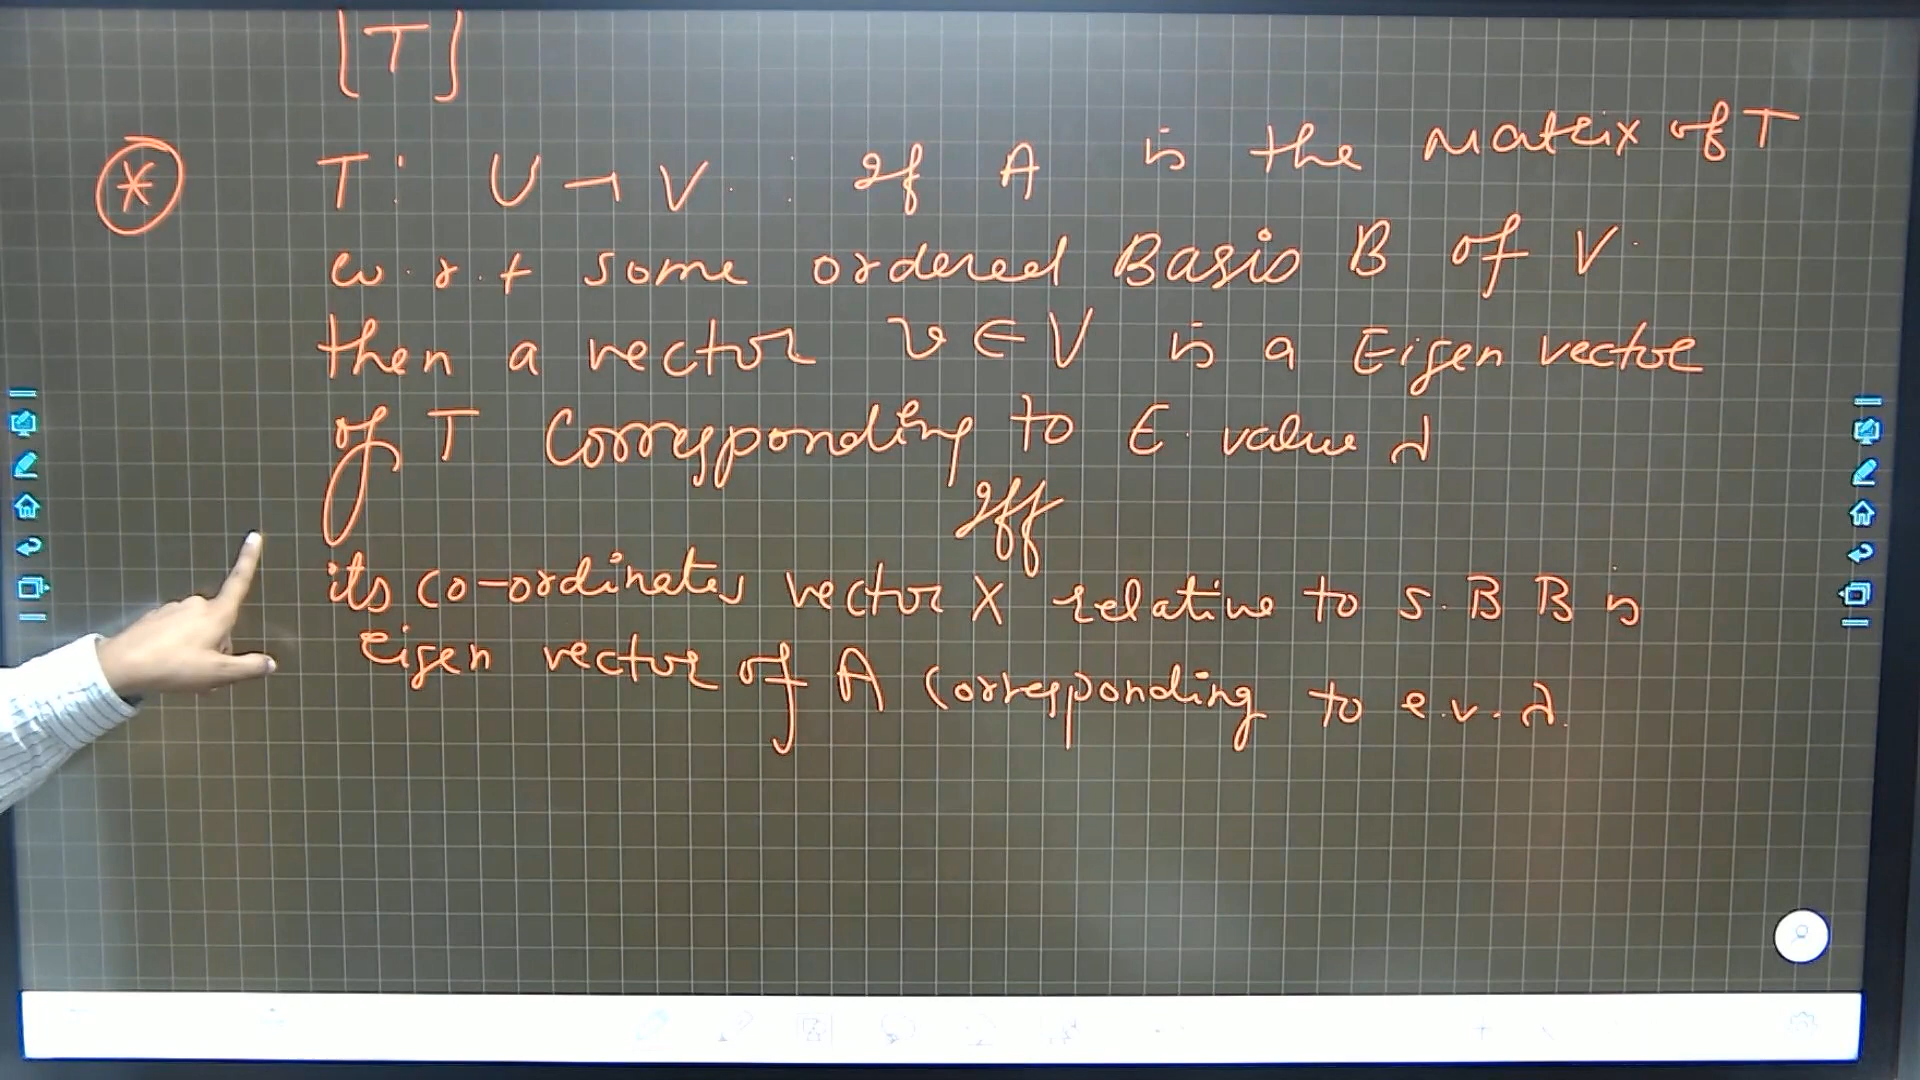 [T]
* T: U → V. If A is the matrix of T
w.r.t some ordered Basis B of V.
then a vector v ∈ V is a Eigen vector
of T Corresponding to E. value λ
iff
its co-ordinates vector X relative to S.B B is
Eigen vector of A corresponding to e.v. λ.